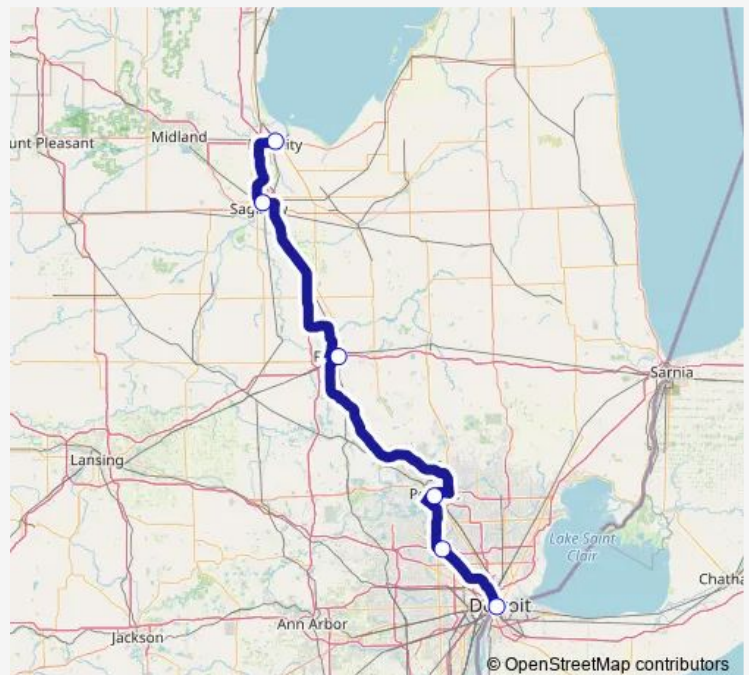 Midland
unt Pleasant
Sarnia
Lansing
Lake Saint
Clair
Chatha
Ann Arbor
Jackson
© OpenStreetMap contributors